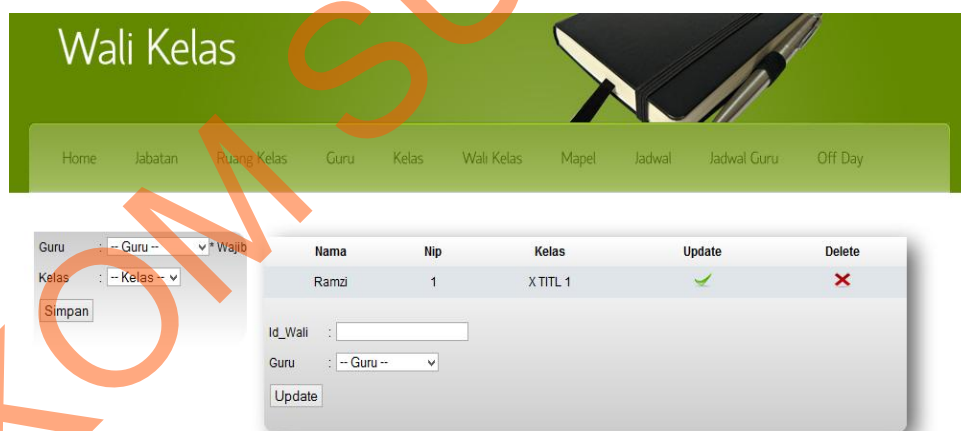 Wali Kelas
Home Jabatan Ruang Kelas Guru Kelas Wali Kelas Mapel Jadwal Jadwal Guru Off Day
Guru : -- Guru -- * Wajib
Kelas : -- Kelas --
Simpan
Nama Nip Kelas Update Delete
Ramzi 1 X TITL 1
Id_Wali :
Guru : -- Guru --
Update
KOMSU